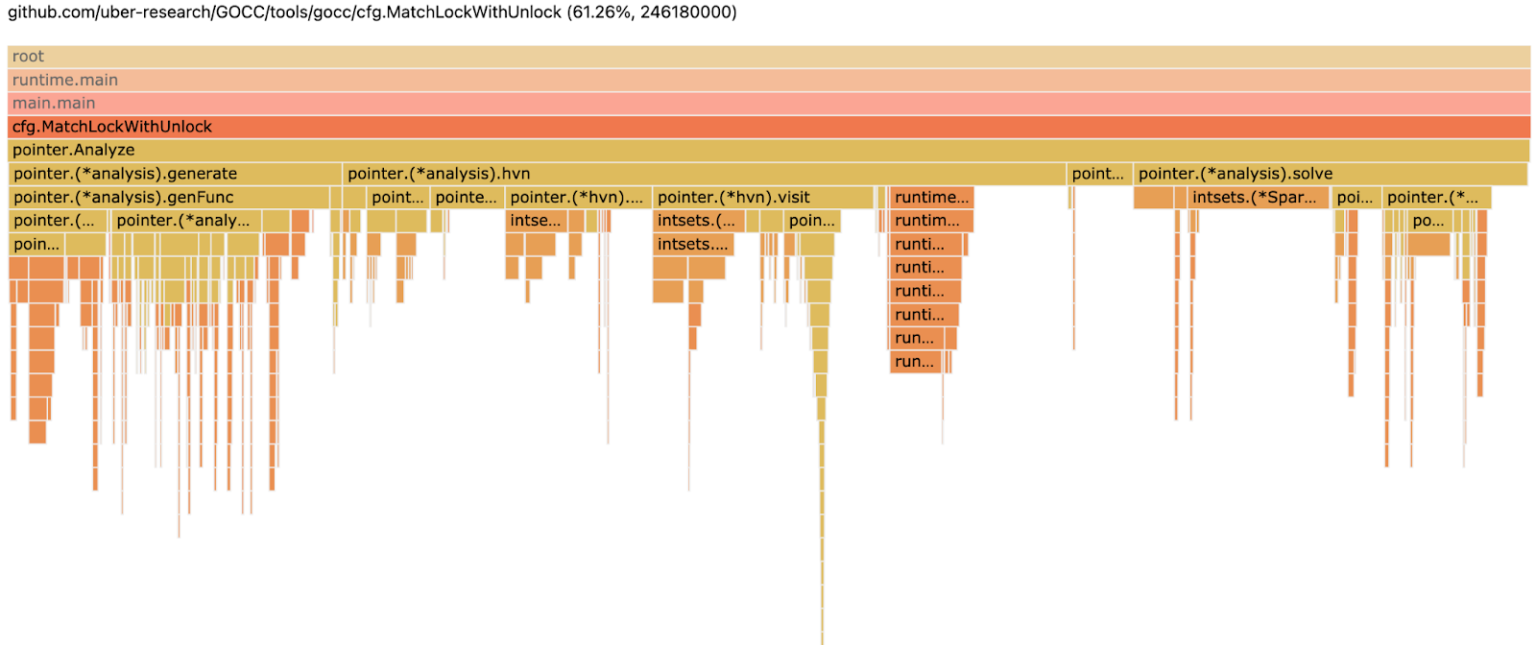 github.com/uber-research/GOCC/tools/gocc/cfg.MatchLockWithUnlock (61.26%, 246180000)
root
runtime.main
main.main
cfg.MatchLockWithUnlock
pointer.Analyze
pointer.(*analysis).generate pointer.(*analysis).hvn point... pointer.(*analysis).solve
pointer.(*analysis).genFunc point... pointe... pointer.(*hvn).... pointer.(*hvn).visit runtime... intsets.(*Spar... poi... pointer.(*...
pointer.(... pointer.(*analy... intse... intsets.(... poin... runtim... po...
poin... intsets.... runti...
runti...
runti...
runti...
run...
run...